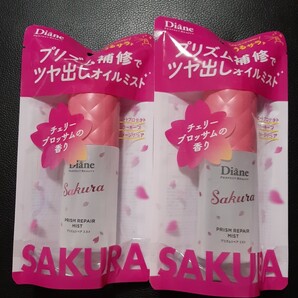 Diane
プリズム補修で
ツヤ出しオイルミスト
チェリー
ブロッサムの
香り
Diane
Sakura
PRISM REPAIR
MIST
SAKURA
Diane
プリズム補修で
ツヤ出しオイルミスト
チェリー
ブロッサムの
香り
Diane
Sakura
PRISM REPAIR
MIST
SAKURA